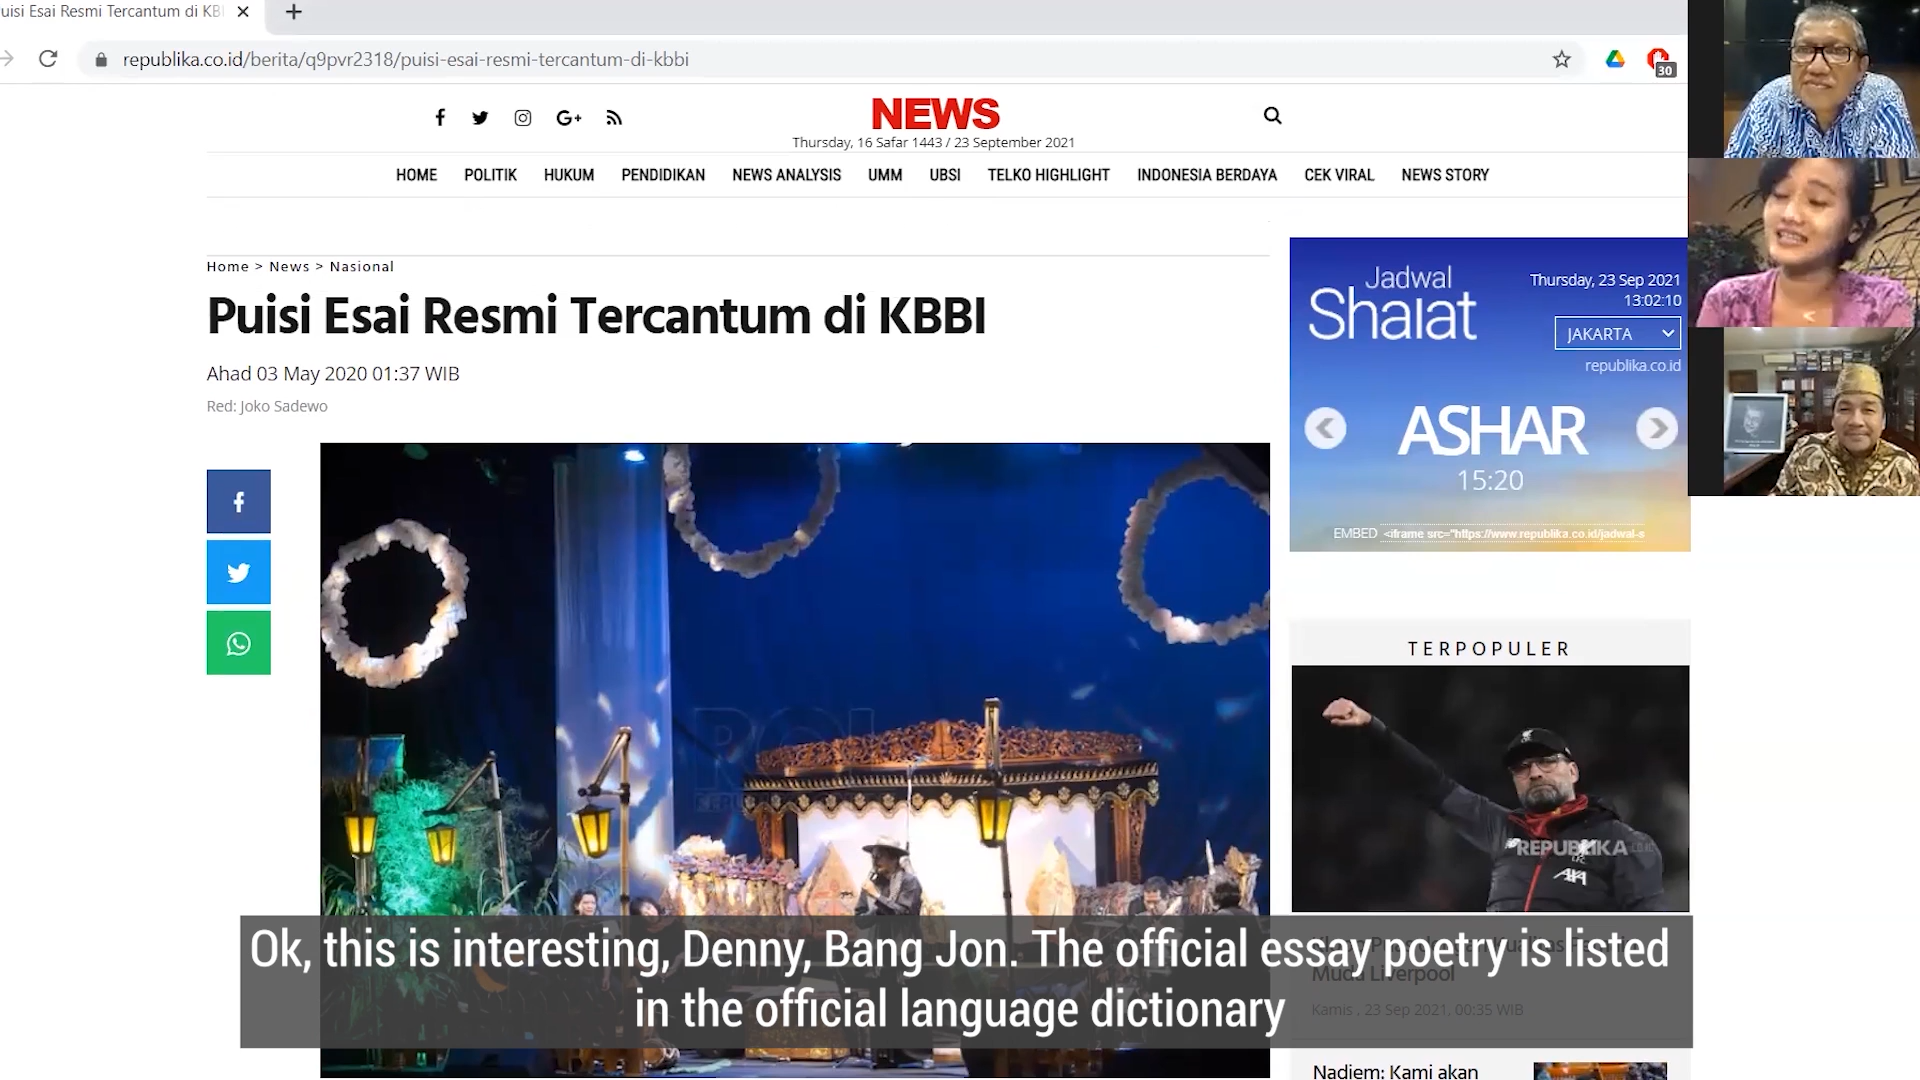 uisi Esai Resmi Tercantum di KB
republika.co.id/berita/q9pvr2318/puisi-esai-resmi-tercantum-di-kbbi
30
NEWS
Thursday, 16 Safar 1443 / 23 September 2021
HOME POLITIK HUKUM PENDIDIKAN NEWS ANALYSIS UMM UBSI TELKO HIGHLIGHT INDONESIA BERDAYA CEK VIRAL NEWS STORY
Home > News > Nasional
Puisi Esai Resmi Tercantum di KBBI
Ahad 03 May 2020 01:37 WIB
Red: Joko Sadewo
Jadwal
Shalat
Thursday, 23 Sep 2021
13:02:10
JAKARTA
republika.co.id
ASHAR
15:20
EMBED <iframe src="https://www.republika.co.id/jadwal-s
TERPOPULER
REPUBLIKA
AXA
Muda Liverpool
Kamis , 23 Sep 2021, 00:35 WIB
Nadiem: Kami akan
Ok, this is interesting, Denny, Bang Jon. The official essay poetry is listed
in the official language dictionary